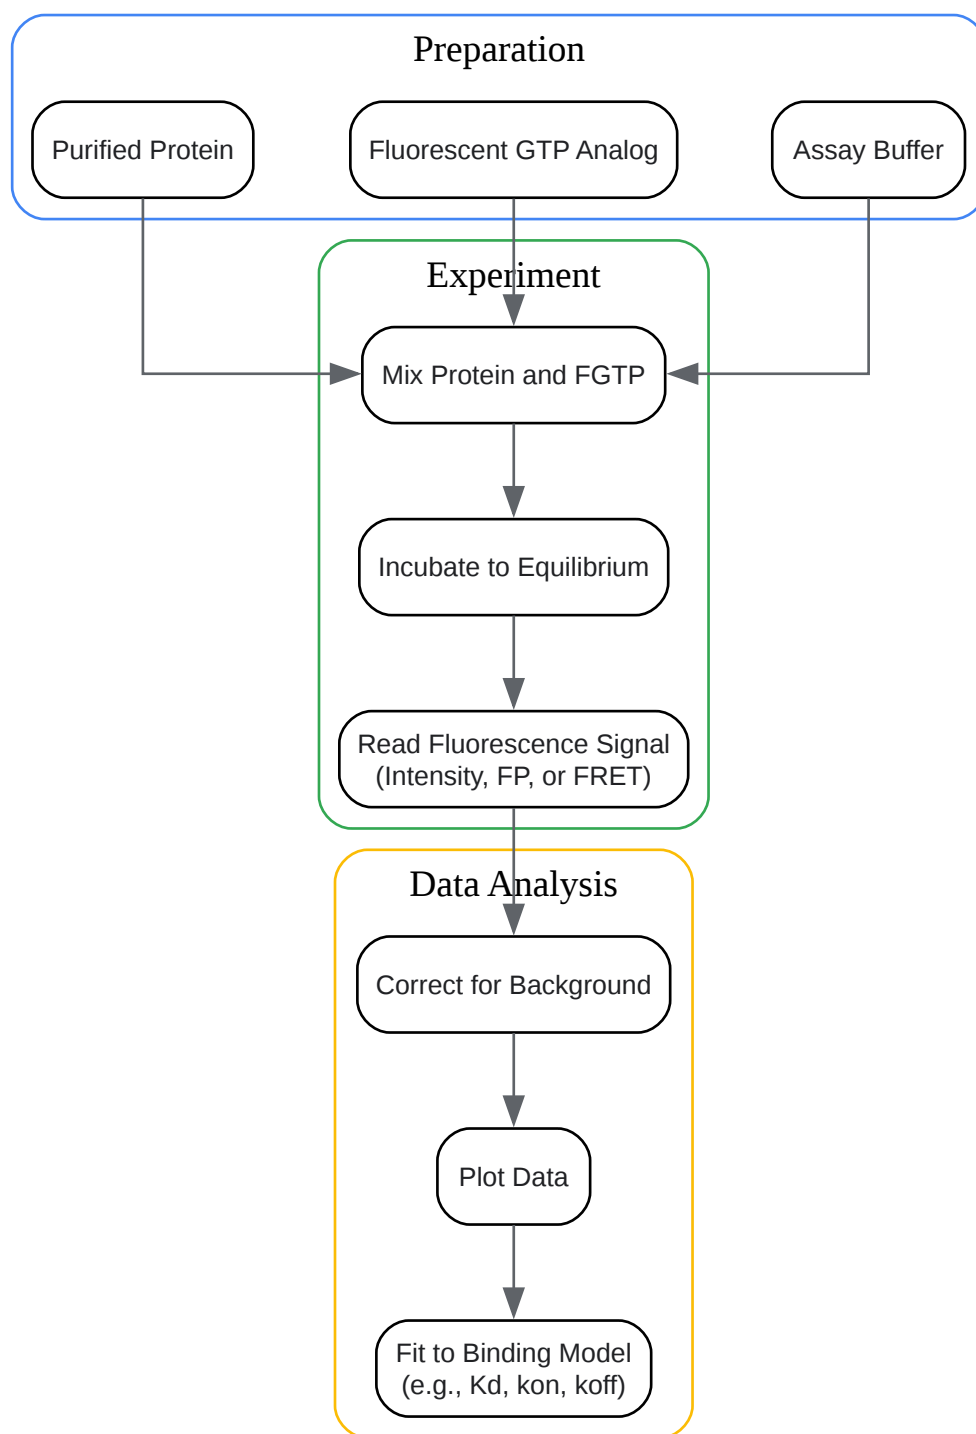 Preparation
Purified Protein
Fluorescent GTP Analog
Assay Buffer
Experiment
Mix Protein and FGTP
Incubate to Equilibrium
Read Fluorescence Signal
(Intensity, FP, or FRET)
Data Analysis
Correct for Background
Plot Data
Fit to Binding Model
(e.g., Kd, kon, koff)